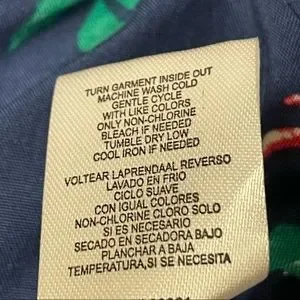 TURN GARMENT INSIDE OUT
MACHINE WASH COLD
GENTLE CYCLE
WITH LIKE COLORS
ONLY NON-CHLORINE
BLEACH IF NEEDED
TUMBLE DRY LOW
COOL IRON IF NEEDED
VOLTEAR LAPRENDAAL REVERSO
LAVADO EN FRIO
CICLO SUAVE
CON IGUAL COLORES
NON-CHLORINE CLORO SOLO
SI ES NECESARIO
SECADO EN SECADORA BAJO
PLANCHAR A BAJA
TEMPERATURA,SI SE NECESITA